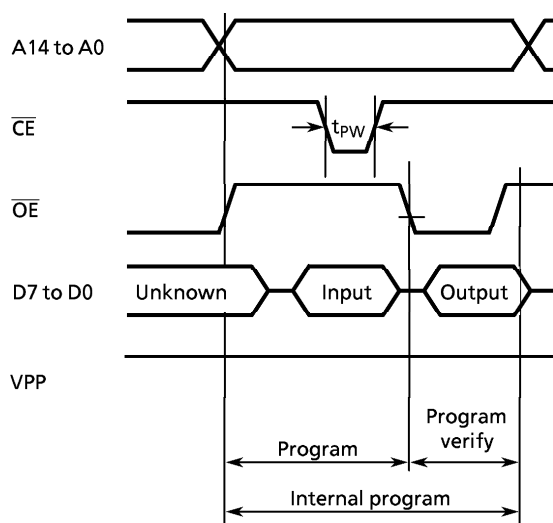 A14 to A0
CE
tPW
OE
D7 to D0
Unknown
Input
Output
VPP
Program
Program
verify
Internal program